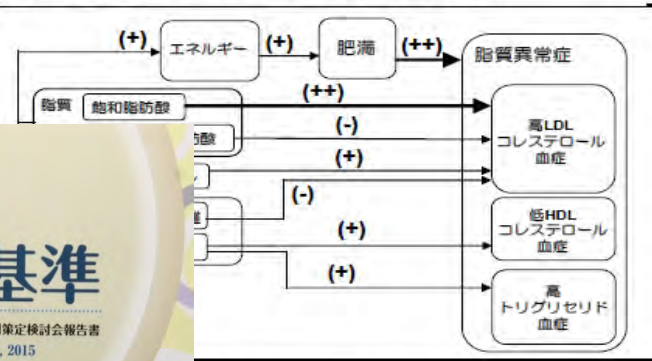 (+)
エネルギー
(+)
肥満
(++)
脂質異常症
脂質
飽和脂肪酸
(++)
肪酸
(-)
高LDL
コレステロール
血症
(+)
(-)
(+)
低HDL
コレステロール
血症
(+)
高
トリグリセリド
血症
基準
策定検討会報告書
, 2015